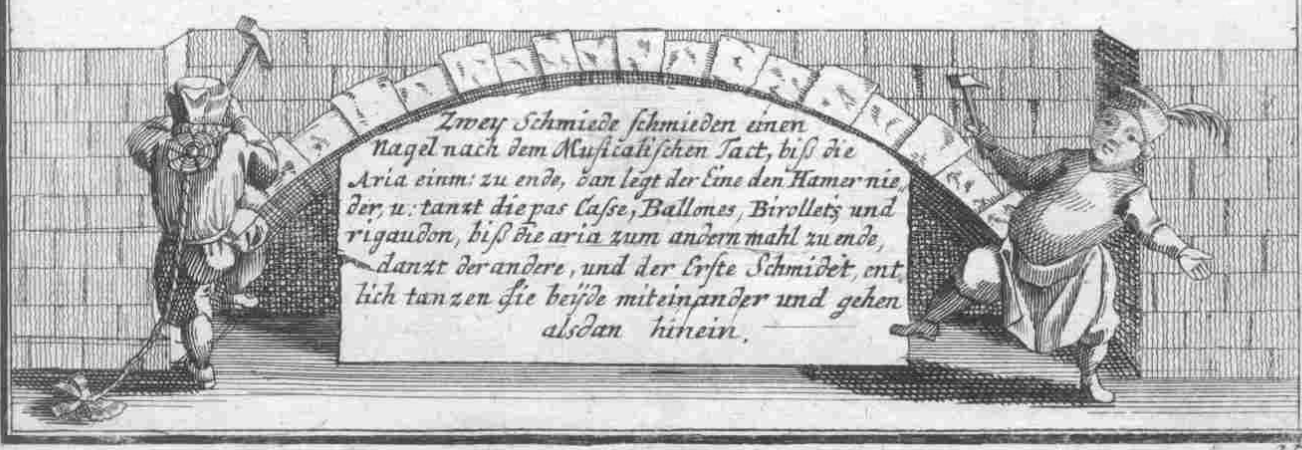 Zwey Schmiede schmieden einen
Nagel nach dem Musicalischen Tact, biß die
Aria einm: zu ende, dan legt der Eine den Hamer nie„
der, u: tanzt die pas Casse, Ballones, Birollets, und
rigaudon, biß die aria zum andern mahl zu ende,
danzt der andere, und der Erste Schmidet, ent„
lich tanzen sie beÿde miteinander und gehen
alsdan hinein.